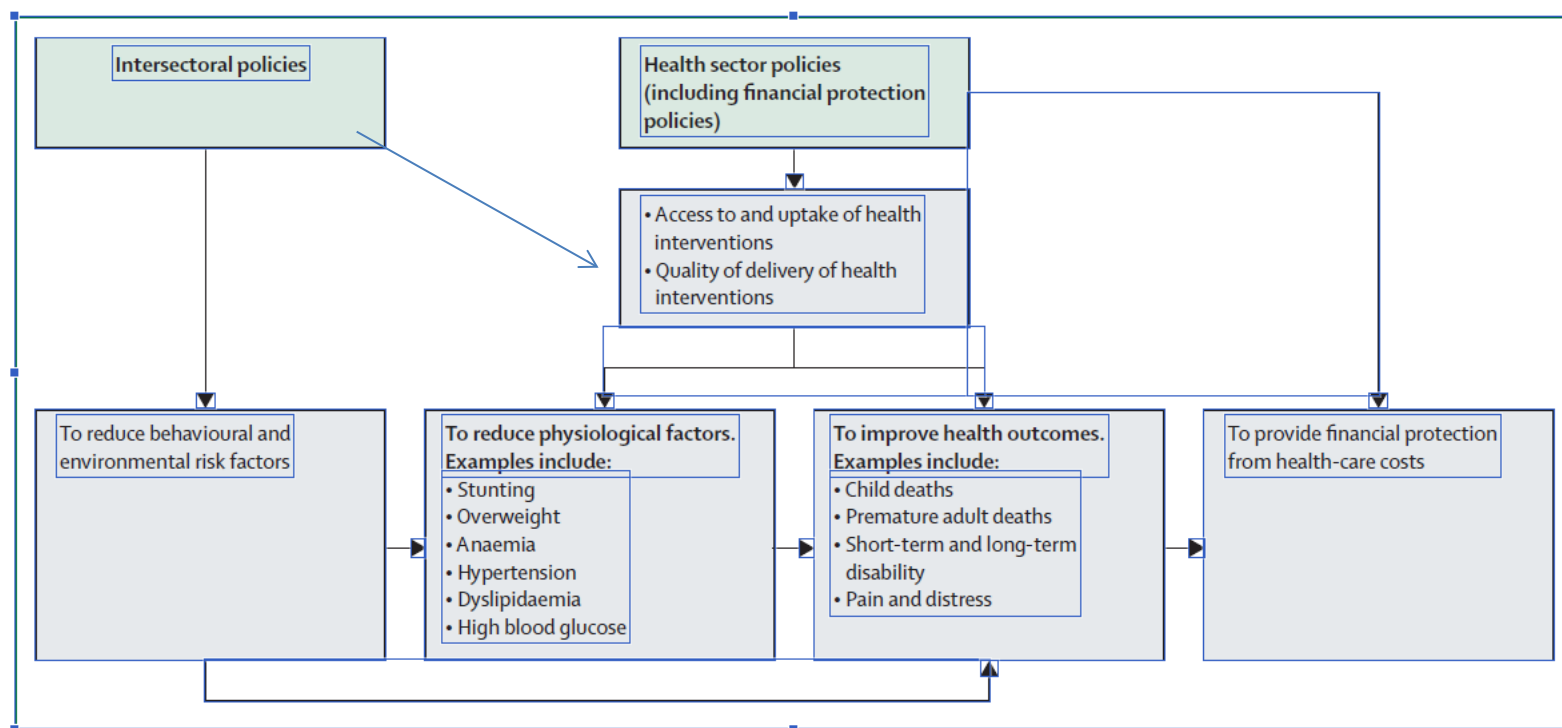 Intersectoral policies
Health sector policies
(including financial protection
policies)
• Access to and uptake of health
interventions
• Quality of delivery of health
interventions
To reduce behavioural and
environmental risk factors
To reduce physiological factors.
Examples include:
• Stunting
• Overweight
• Anaemia
• Hypertension
• Dyslipidaemia
• High blood glucose
To improve health outcomes.
Examples include:
• Child deaths
• Premature adult deaths
• Short-term and long-term
disability
• Pain and distress
To provide financial protection
from health-care costs